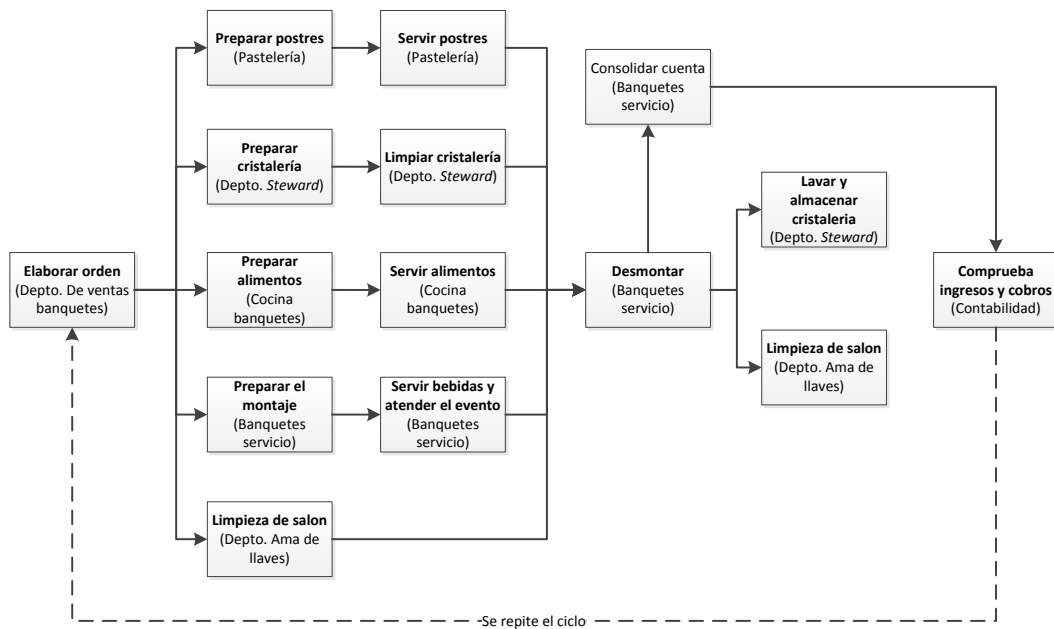 Preparar postres
(Pastelería)
Servir postres
(Pastelería)
Consolidar cuenta
(Banquetes
servicio)
Preparar
cristalería
(Depto. Steward)
Limpiar cristalería
(Depto. Steward)
Lavar y
almacenar
cristaleria
(Depto. Steward)
Elaborar orden
(Depto. De ventas
banquetes)
Preparar
alimentos
(Cocina
banquetes)
Servir alimentos
(Cocina
banquetes)
Desmontar
(Banquetes
servicio)
Comprueba
ingresos y cobros
(Contabilidad)
Limpieza de salon
(Depto. Ama de
llaves)
Preparar el
montaje
(Banquetes
servicio)
Servir bebidas y
atender el evento
(Banquetes
servicio)
Limpieza de salon
(Depto. Ama de
llaves)
Se repite el ciclo